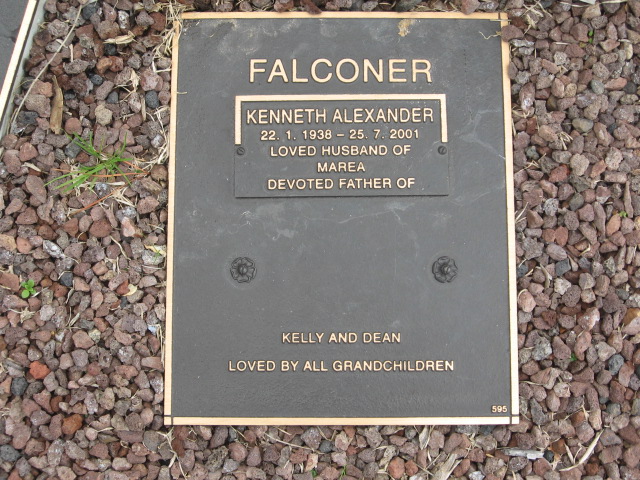 FALCONER
KENNETH ALEXANDER
22. 1. 1938 – 25. 7. 2001
LOVED HUSBAND OF
MAREA
DEVOTED FATHER OF
KELLY AND DEAN
LOVED BY ALL GRANDCHILDREN
595